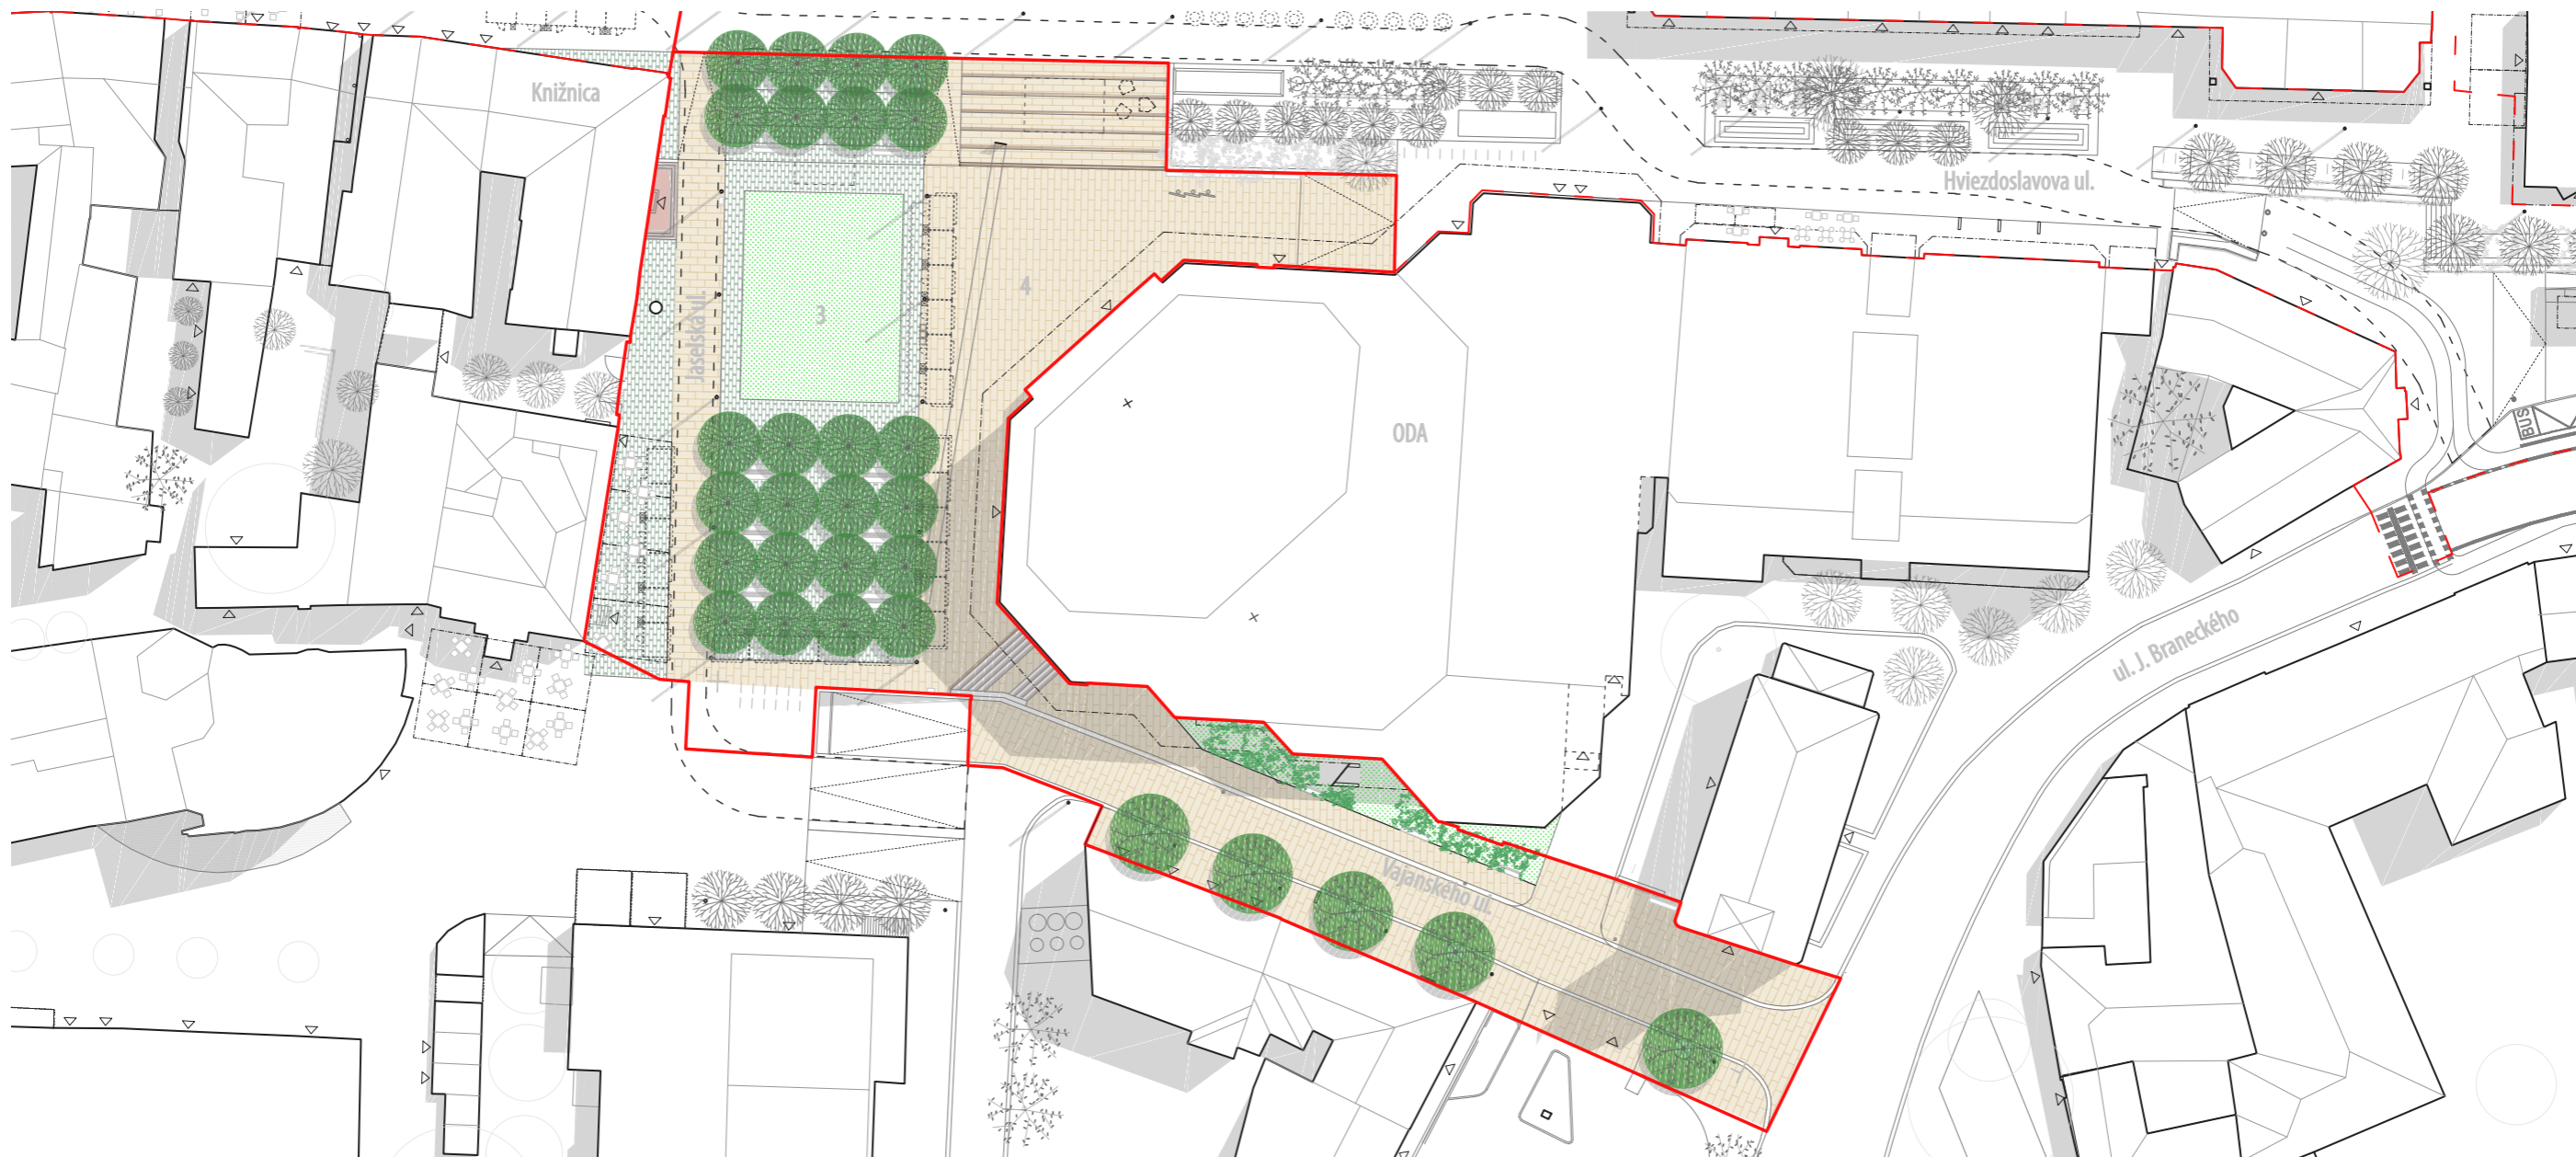 Knižnica
Hviezdoslavova ul.
Jaselská ul.
3
4
ODA
BUS
ul. J. Braneckého
Vajanského ul.